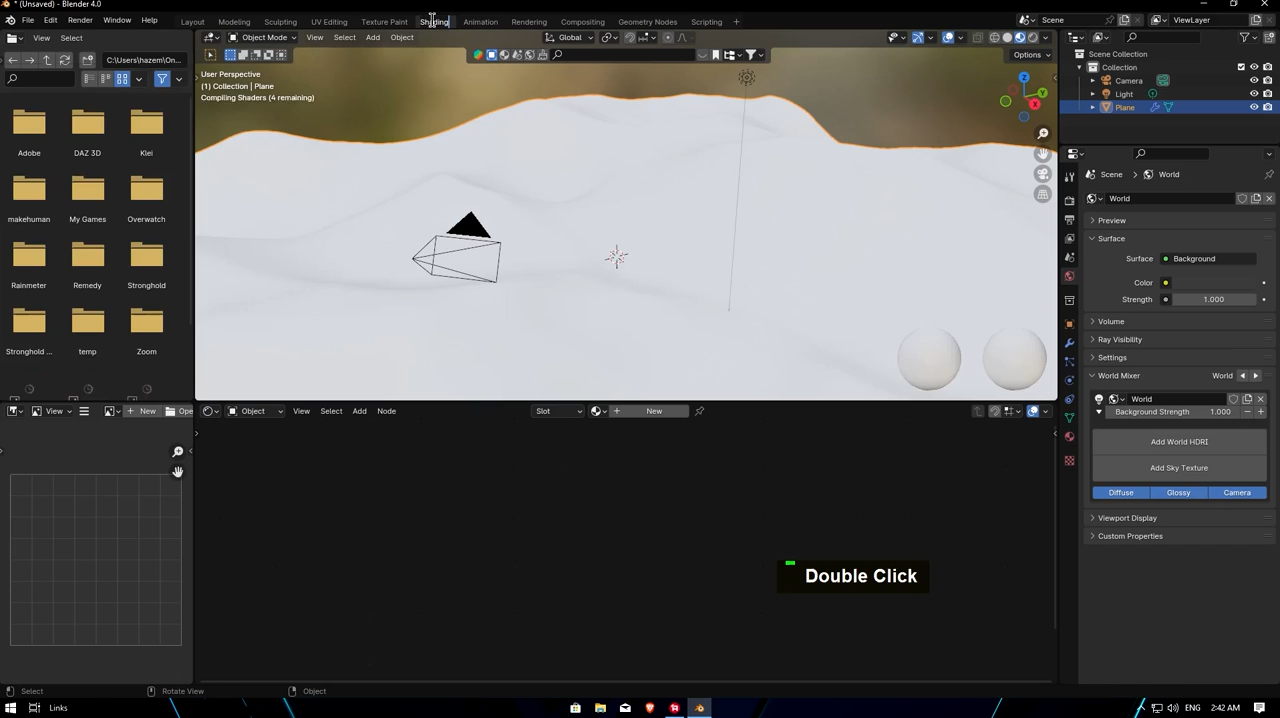 * (Unsaved) - Blender 4.0
File Edit Render Window Help
Layout Modeling Sculpting UV Editing Texture Paint Shading Animation Rendering Compositing Geometry Nodes Scripting +
Scene
ViewLayer
View Select
Object Mode View Select Add Object
Global
Options
C:\Users\hazem\On...
User Perspective
(1) Collection | Plane
Compiling Shaders (4 remaining)
Adobe DAZ 3D Klei
makehuman My Games Overwatch
Rainmeter Remedy Stronghold
Stronghold ... temp Zoom
Z
Y
X
Scene Collection
Collection
Camera
Light
Plane
Scene > World
World
Preview
Surface
Surface Background
Color
Strength 1.000
Volume
Ray Visibility
Settings
World Mixer World
World
Background Strength 1.000
Add World HDRI
Add Sky Texture
Diffuse Glossy Camera
Viewport Display
Custom Properties
View + New Ope
Object View Select Add Node
Slot
+ New
Double Click
Select Rotate View Object
Links
ENG 2:42 AM